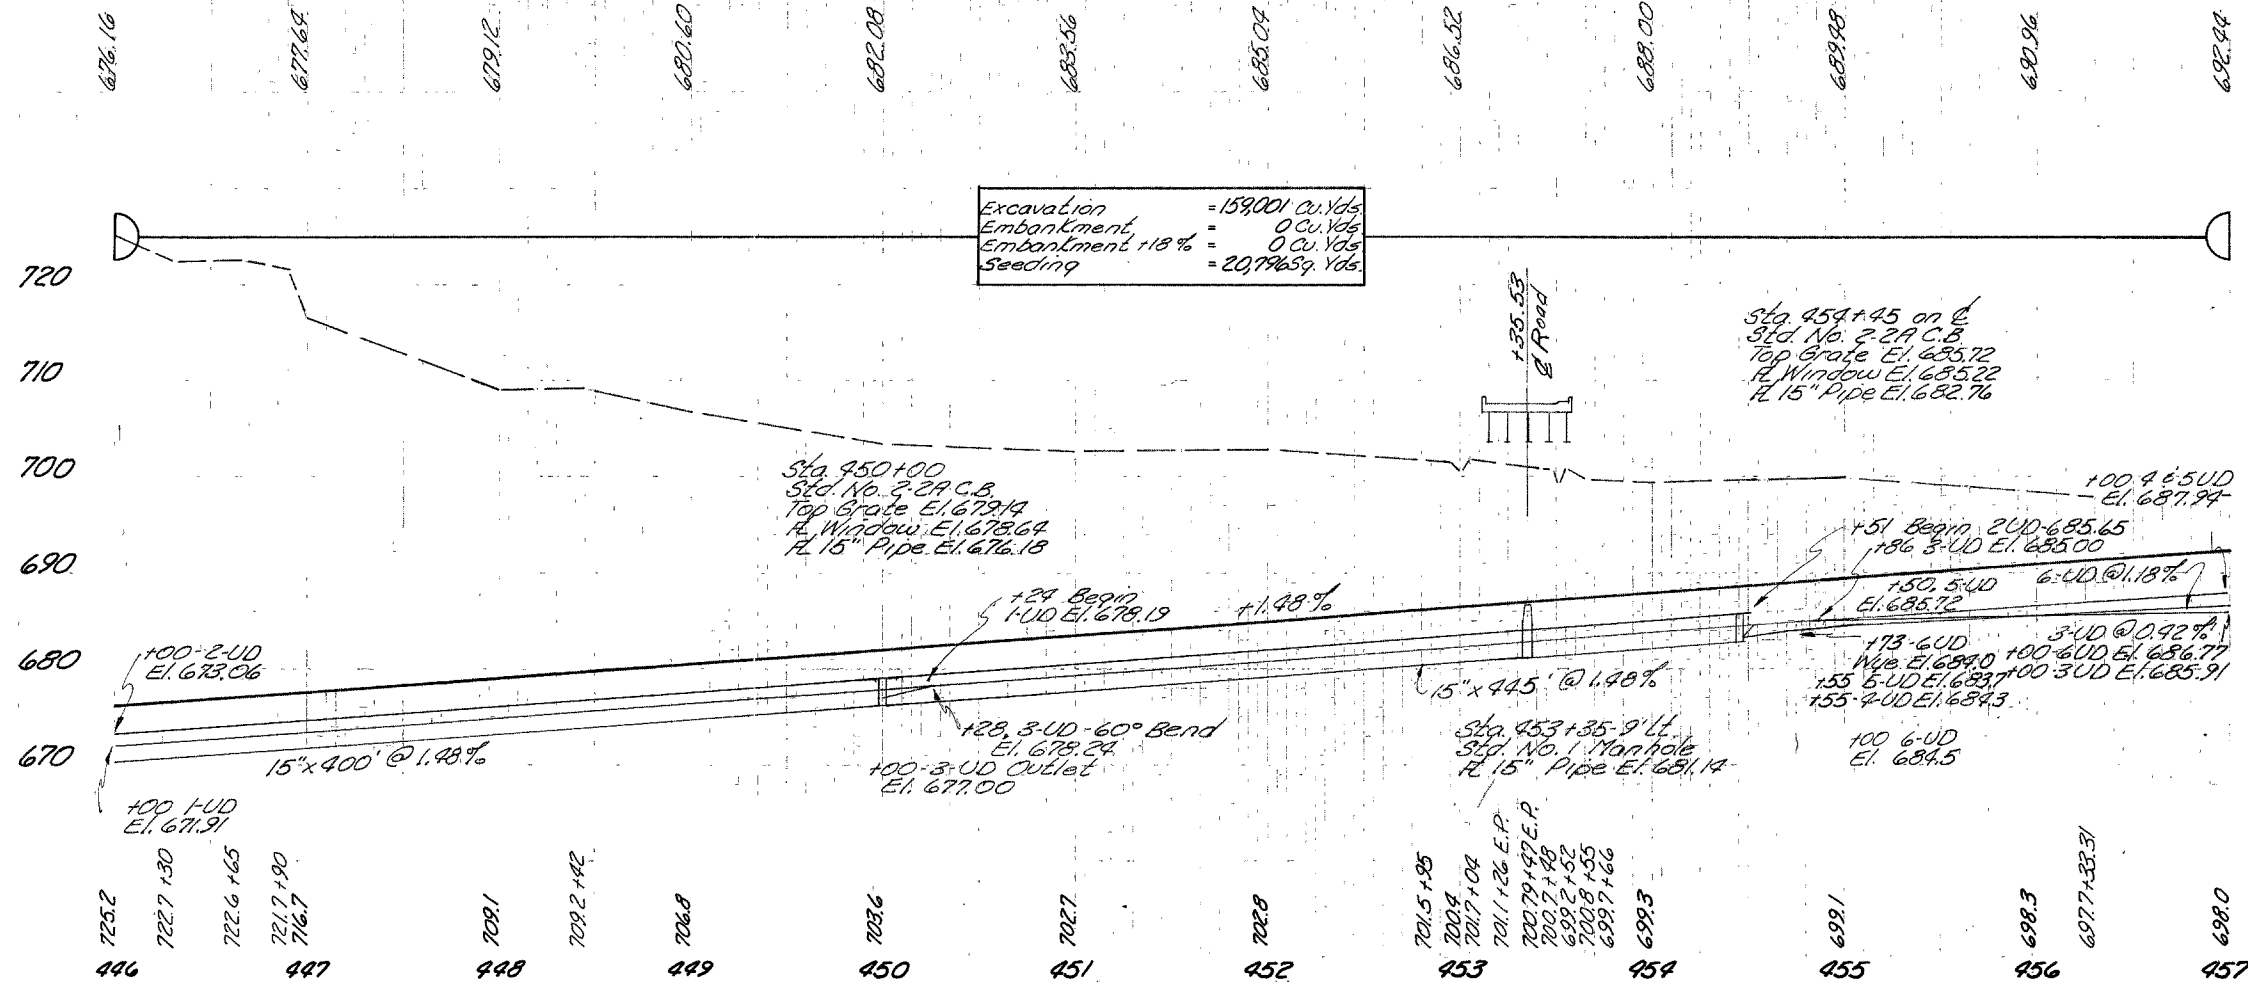 676.16 677.64 679.12 680.60 682.08 683.56 685.04 686.52 688.00 689.48 690.96 692.44
Excavation = 159,001 Cu. Yds.
Embankment = 0 Cu. Yds.
Embankment +18% = 0 Cu. Yds.
Seeding = 20,796 Sq. Yds.
720
710
700
690
680
670
+35.53
℄ Road
Sta. 454+45 on ℄
Std. No. 2-2A C.B.
Top Grate El. 685.72
FL Window El. 685.22
FL 15" Pipe El. 682.76
Sta. 450+00
Std. No. 2-2A C.B.
Top Grate El. 679.14
FL Window El. 678.64
FL 15" Pipe El. 676.18
+00 4 & 5 UD
El. 687.94
+51 Begin 2UD-685.65
+86 3-UD El. 685.00
+50, 5-UD
El. 685.72
6-UD @ 1.18%
+24 Begin
1-UD El. 678.19
+1.48%
+00-2-UD
El. 673.06
3-UD @ 0.92%
+73-6UD
Wye El. 684.0
+00-6UD El. 686.77
+00-3UD El. 685.91
+55 5-UD El. 683.7
+55-4-UD El. 684.3
15" x 445' @ 1.48%
+28, 3-UD-60° Bend
El. 678.24
+00-3-UD Outlet
El. 677.00
Sta. 453+35-9' Lt.
Std. No. 1 Manhole
FL 15" Pipe El. 681.14
+00 6-UD
El. 684.5
15" x 400' @ 1.48%
+00 1-UD
El. 671.91
725.2
722.7 +30
722.6 +65
721.7 +90
716.7
709.1
709.2 +42
706.8
703.6
702.7
702.8
701.5 +95
700.4
701.7 +04
701.1 +26 E.P.
700.79 +47 E.P.
700.7 +48
699.2 +52
700.8 +55
699.7 +66
699.3
699.1
698.3
697.7 +33.31
698.0
446 447 448 449 450 451 452 453 454 455 456 457